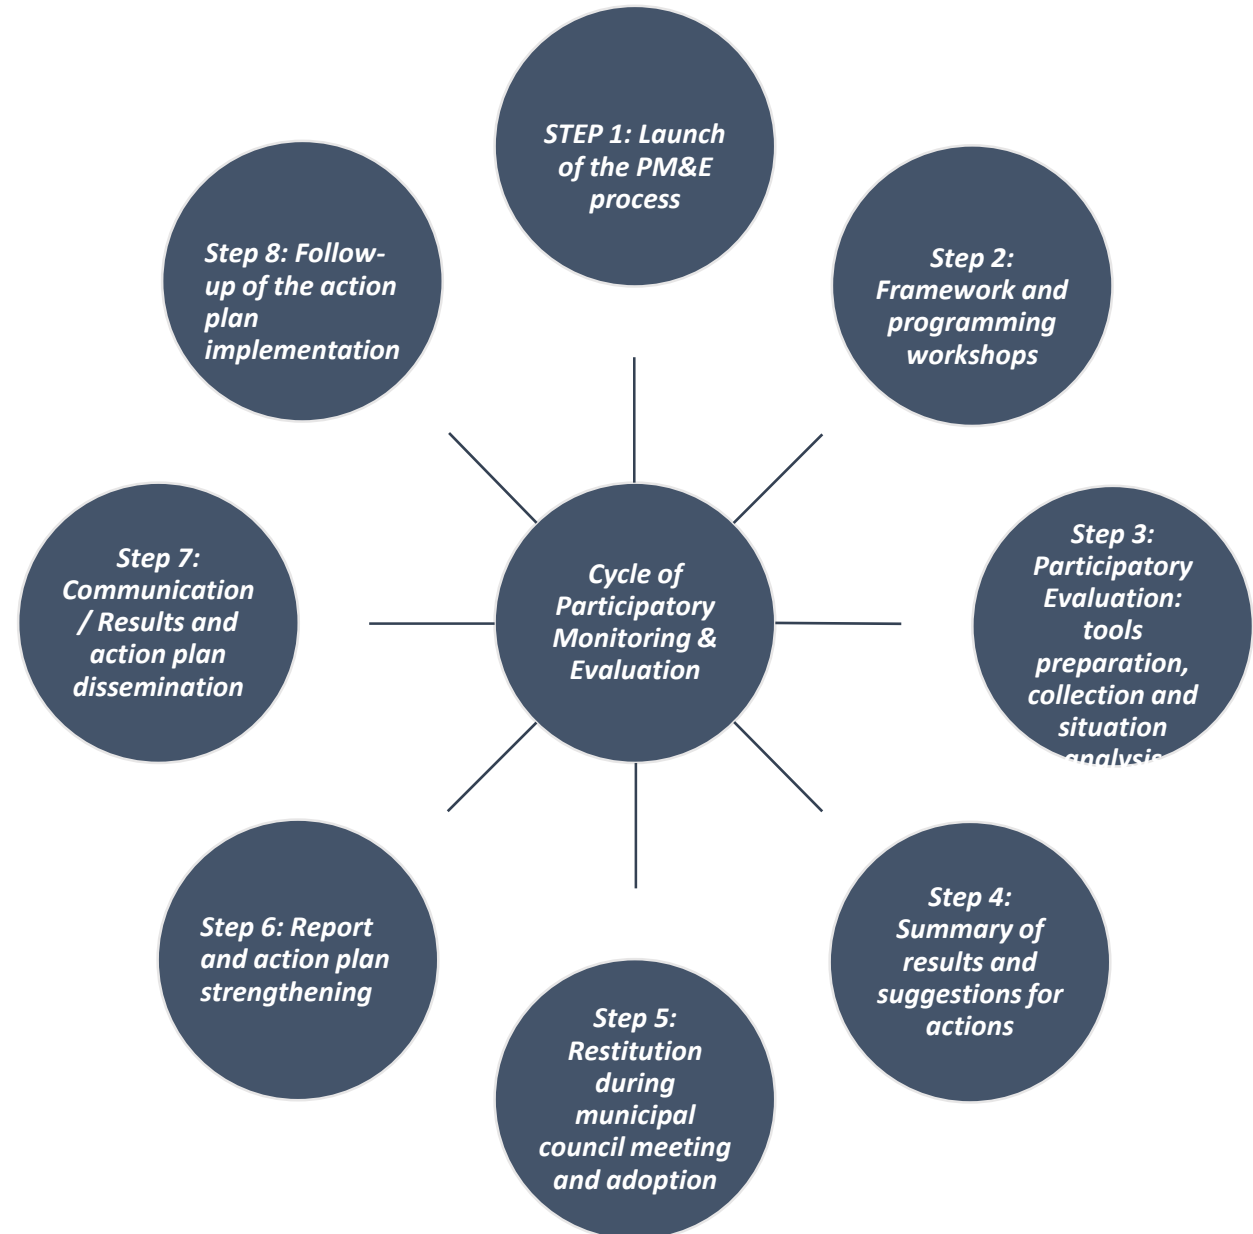 STEP 1: Launch
of the PM&E
process
Step 2:
Framework and
programming
workshops
Step 3:
Participatory
Evaluation:
tools
preparation,
collection and
situation
analysis
Step 4:
Summary of
results and
suggestions for
actions
Step 5:
Restitution
during
municipal
council meeting
and adoption
Step 6: Report
and action plan
strengthening
Step 7:
Communication
/ Results and
action plan
dissemination
Step 8: Follow-
up of the action
plan
implementation
Cycle of
Participatory
Monitoring &
Evaluation